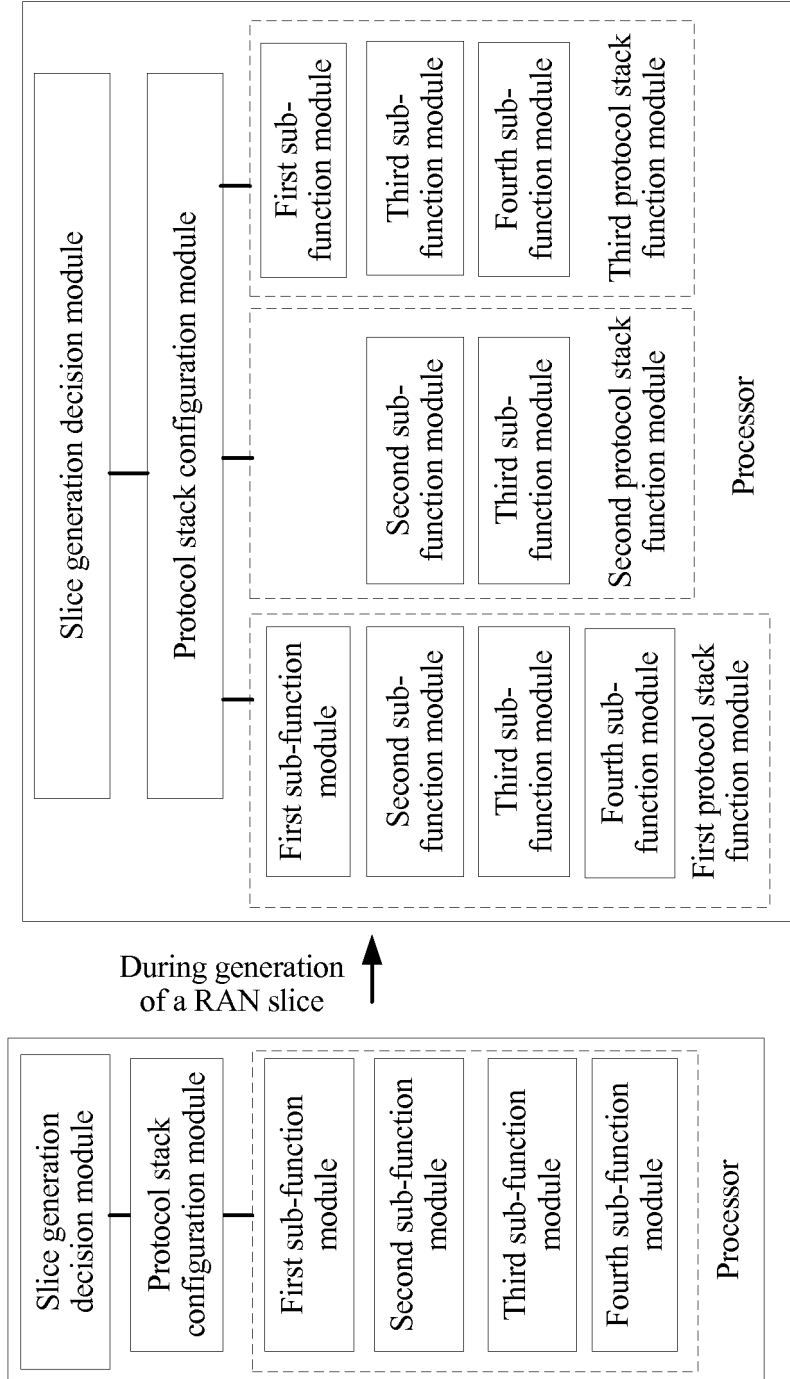 Slice generation
decision module
Protocol stack
configuration module
First sub-function
module
Second sub-function
module
Third sub-function
module
Fourth sub-function
module
Processor
During generation
of a RAN slice
Slice generation decision module
Protocol stack configuration module
First sub-function
module
Second sub-
function module
Third sub-
function module
Fourth sub-
function module
First protocol stack
function module
Second sub-
function module
Third sub-
function module
Second protocol stack
function module
First sub-
function module
Third sub-
function module
Fourth sub-
function module
Third protocol stack
function module
Processor